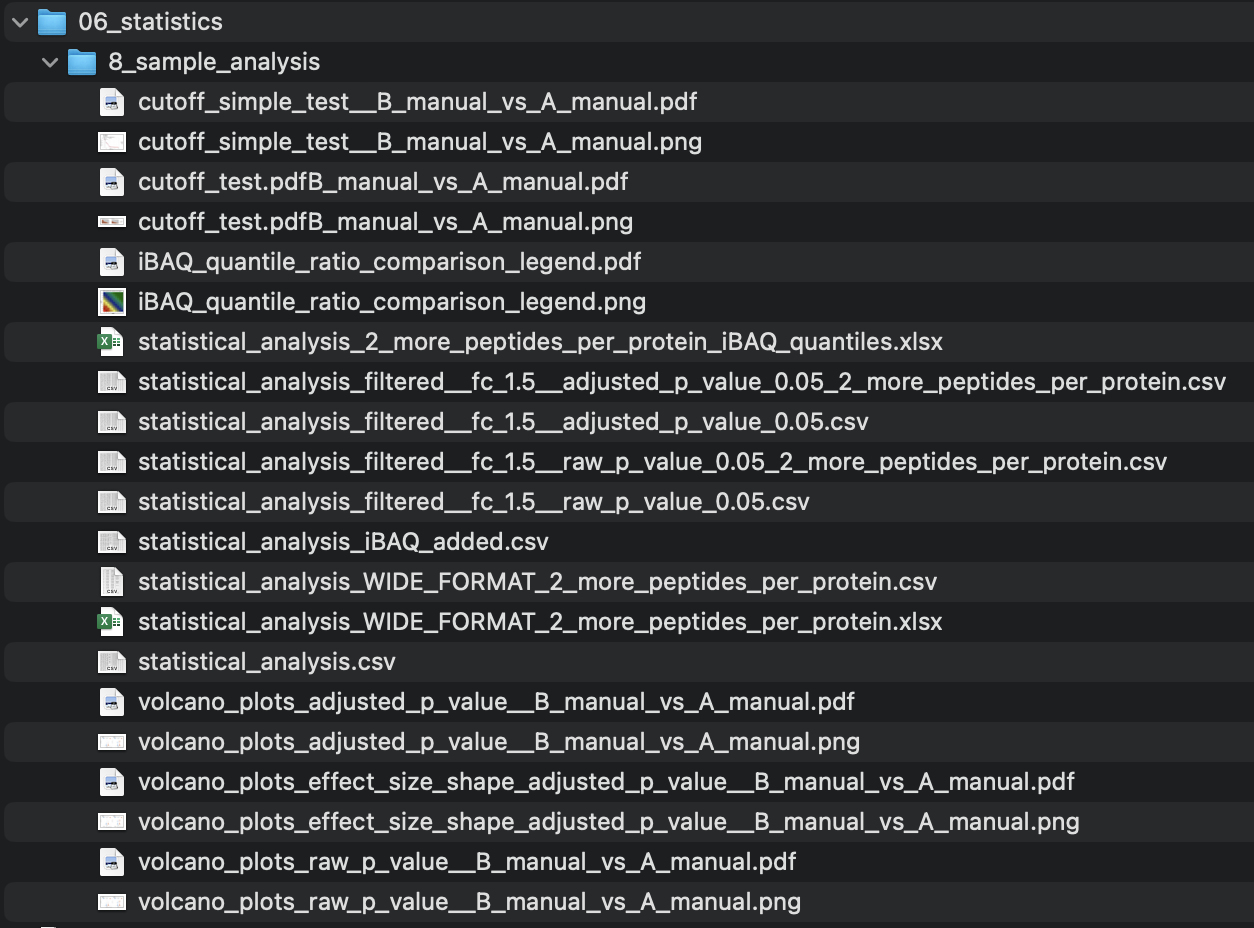 06_statistics
8_sample_analysis
cutoff_simple_test__B_manual_vs_A_manual.pdf
cutoff_simple_test__B_manual_vs_A_manual.png
cutoff_test.pdfB_manual_vs_A_manual.pdf
cutoff_test.pdfB_manual_vs_A_manual.png
iBAQ_quantile_ratio_comparison_legend.pdf
iBAQ_quantile_ratio_comparison_legend.png
statistical_analysis_2_more_peptides_per_protein_iBAQ_quantiles.xlsx
statistical_analysis_filtered__fc_1.5__adjusted_p_value_0.05_2_more_peptides_per_protein.csv
statistical_analysis_filtered__fc_1.5__adjusted_p_value_0.05.csv
statistical_analysis_filtered__fc_1.5__raw_p_value_0.05_2_more_peptides_per_protein.csv
statistical_analysis_filtered__fc_1.5__raw_p_value_0.05.csv
statistical_analysis_iBAQ_added.csv
statistical_analysis_WIDE_FORMAT_2_more_peptides_per_protein.csv
statistical_analysis_WIDE_FORMAT_2_more_peptides_per_protein.xlsx
statistical_analysis.csv
volcano_plots_adjusted_p_value__B_manual_vs_A_manual.pdf
volcano_plots_adjusted_p_value__B_manual_vs_A_manual.png
volcano_plots_effect_size_shape_adjusted_p_value__B_manual_vs_A_manual.pdf
volcano_plots_effect_size_shape_adjusted_p_value__B_manual_vs_A_manual.png
volcano_plots_raw_p_value__B_manual_vs_A_manual.pdf
volcano_plots_raw_p_value__B_manual_vs_A_manual.png